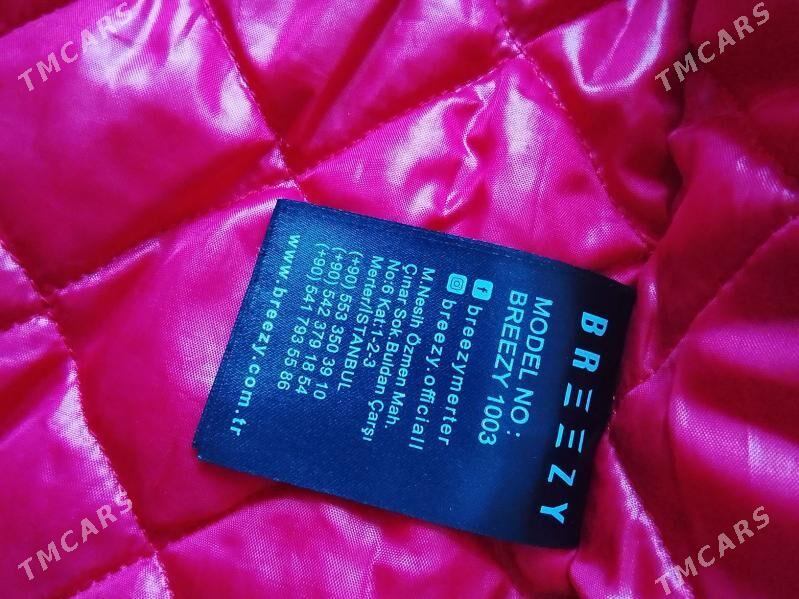 BREEZY
MODEL NO :
BREEZY 1003
breezymerter
breezy.officiall
M.Nesih Özmen Mah.
Çınar Sok. Buldan Çarşı
No:6 Kat:1-2-3
Merter/İSTANBUL
(+90) 553 350 39 10
(+90) 542 379 18 54
(+90) 541 793 55 86
www.breezy.com.tr
TMCARS
TMCARS
TMCARS
TMCARS